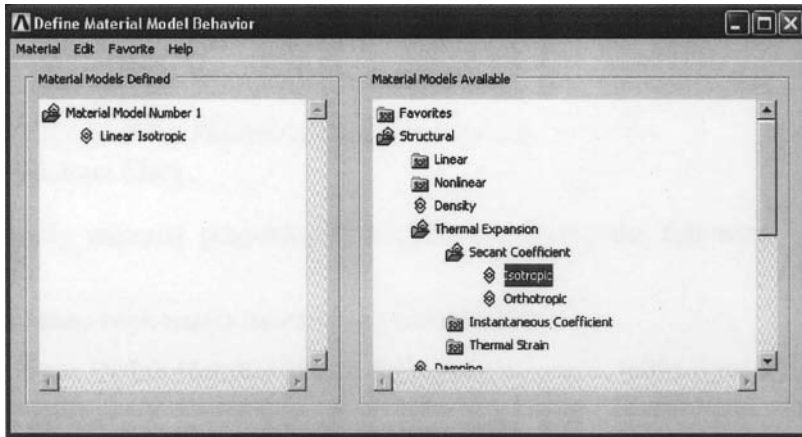 Define Material Model Behavior
Material Edit Favorite Help
Material Models Defined
Material Model Number 1
Linear Isotropic
Material Models Available
Favorites
Structural
Linear
Nonlinear
Density
Thermal Expansion
Secant Coefficient
Isotropic
Orthotropic
Instantaneous Coefficient
Thermal Strain
Damping